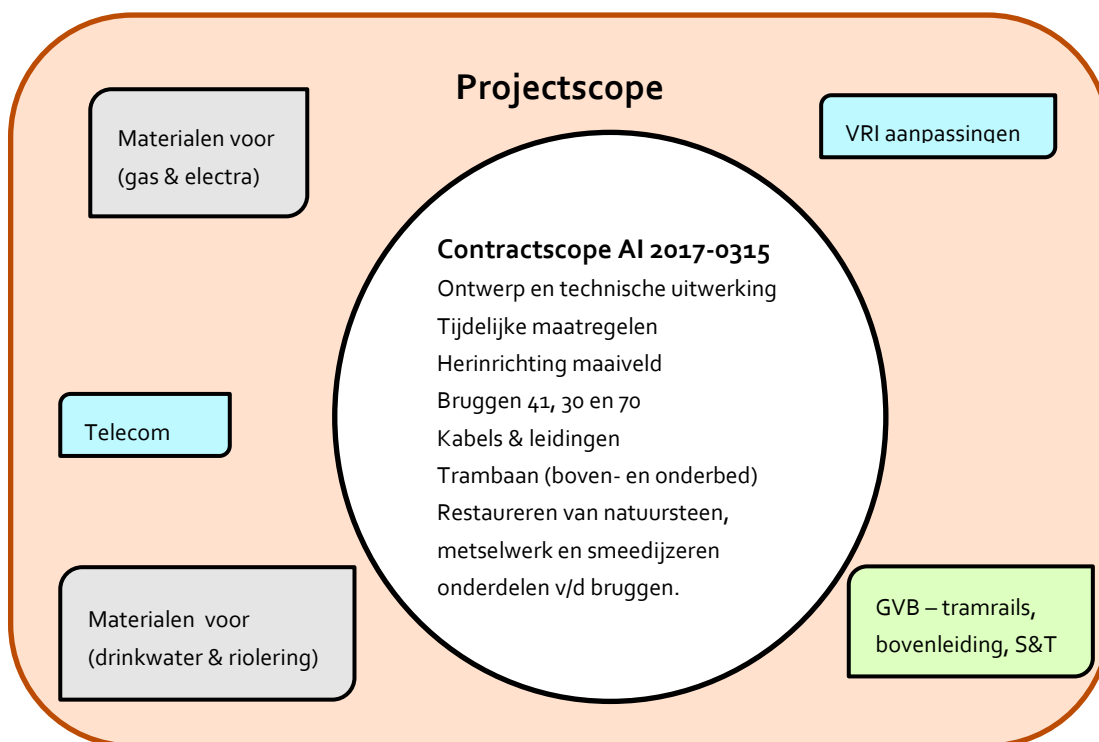 Projectscope
Materialen voor
(gas & electra)
VRI aanpassingen
Contractscope AI 2017-0315
Ontwerp en technische uitwerking
Tijdelijke maatregelen
Herinrichting maaiveld
Bruggen 41, 30 en 70
Kabels & leidingen
Trambaan (boven- en onderbed)
Restaureren van natuursteen,
metselwerk en smeedijzeren
onderdelen v/d bruggen.
Telecom
Materialen voor
(drinkwater & riolering)
GVB – tramrails,
bovenleiding, S&T